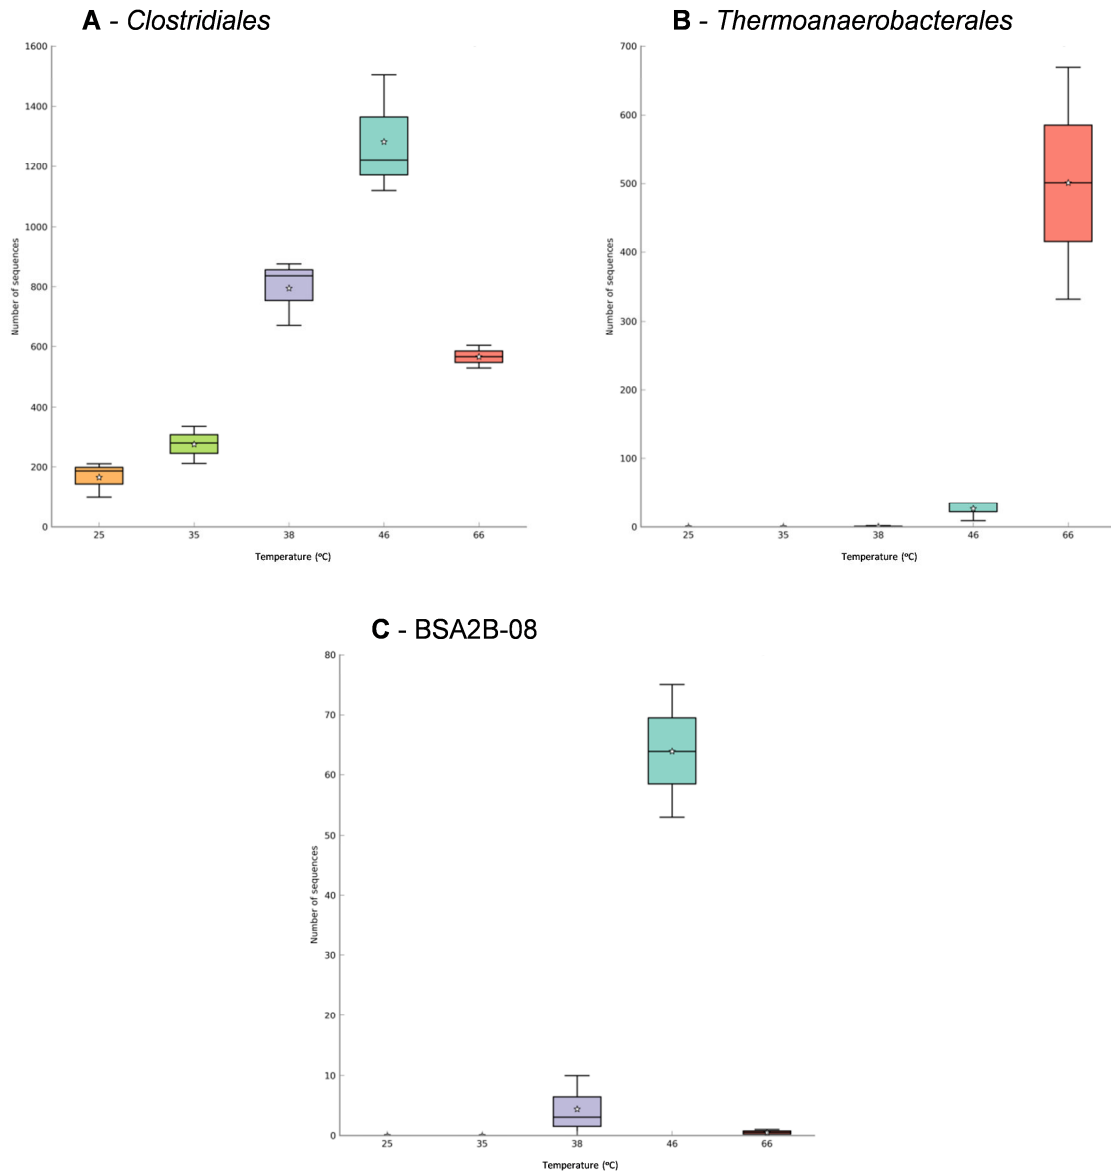 A - Clostridiales
1600
1400
1200
1000
800
600
400
200
0
Number of sequences
25 35 38 46 66
Temperature (ºC)
B - Thermoanaerobacterales
700
600
500
400
300
200
100
0
Number of sequences
25 35 38 46 66
Temperature (ºC)
C - BSA2B-08
80
70
60
50
40
30
20
10
0
Number of sequences
25 35 38 46 66
Temperature (ºC)